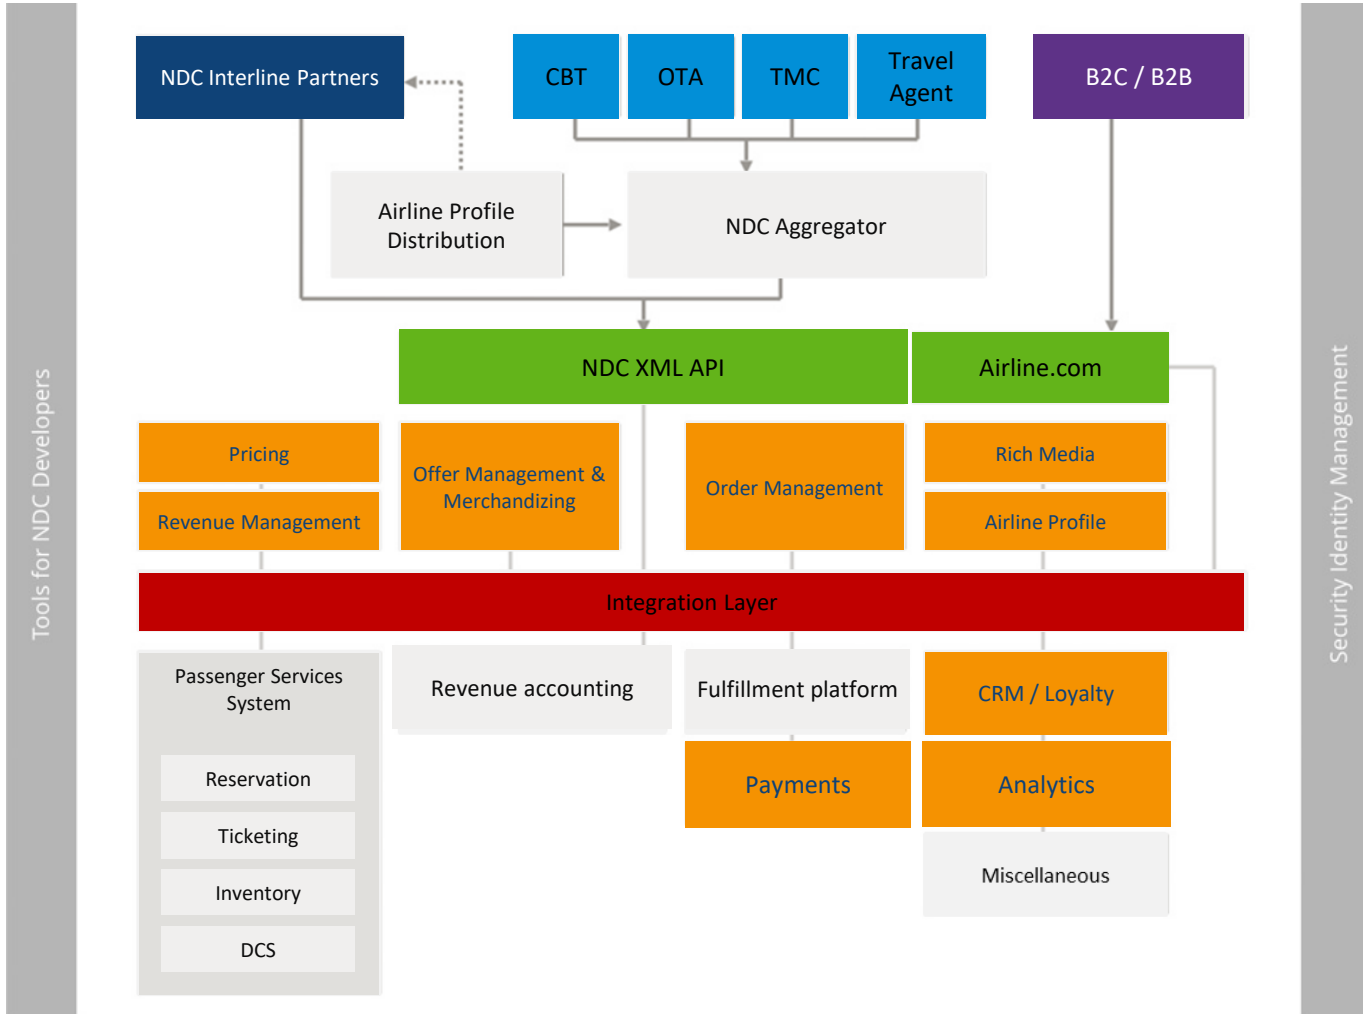 NDC Interline Partners
CBT
OTA
TMC
Travel
Agent
B2C / B2B
Airline Profile
Distribution
NDC Aggregator
NDC XML API
Airline.com
Pricing
Revenue Management
Offer Management &
Merchandizing
Order Management
Rich Media
Airline Profile
Integration Layer
Passenger Services
System
Reservation
Ticketing
Inventory
DCS
Revenue accounting
Fulfillment platform
Payments
CRM / Loyalty
Analytics
Miscellaneous
Tools for NDC Developers
Security Identity Management